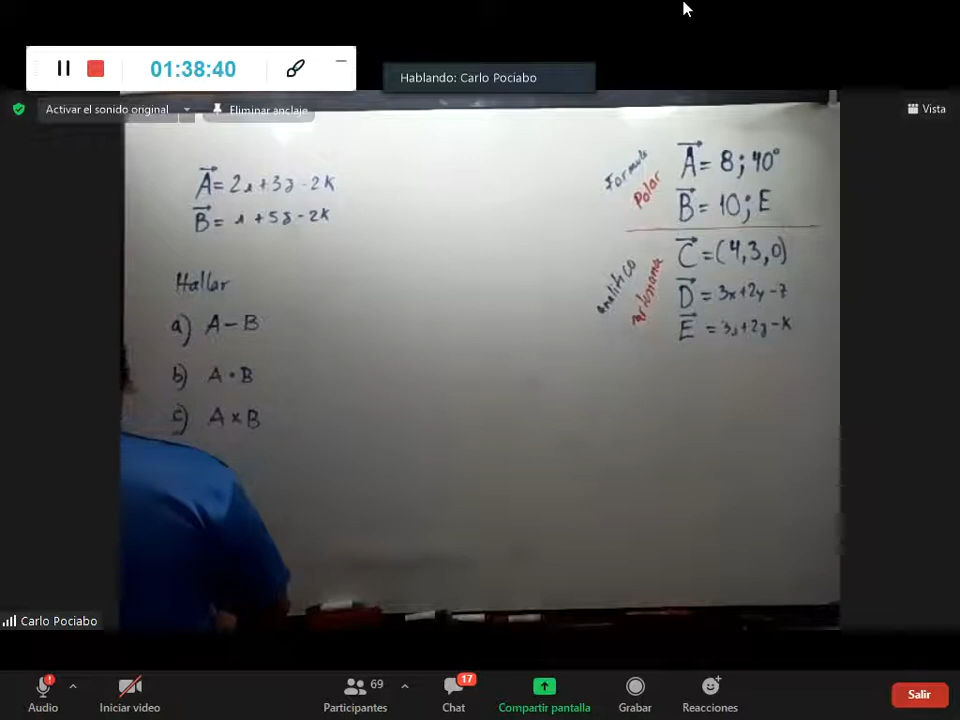 01:38:40
Hablando: Carlo Pociabo
Activar el sonido original
Eliminar anclaje
Vista
A = 2i + 3j - 2k
B = i + 5j - 2k
Hallar
a) A - B
b) A • B
c) A x B
Formula
Polar
A = 8; 40°
B = 10; E
analitico
C = (4,3,0)
D = 3x+2y-z
E = 3i+2j-k
Carlo Pociabo
Audio
Iniciar video
69
Participantes
17
Chat
Compartir pantalla
Grabar
Reacciones
Salir